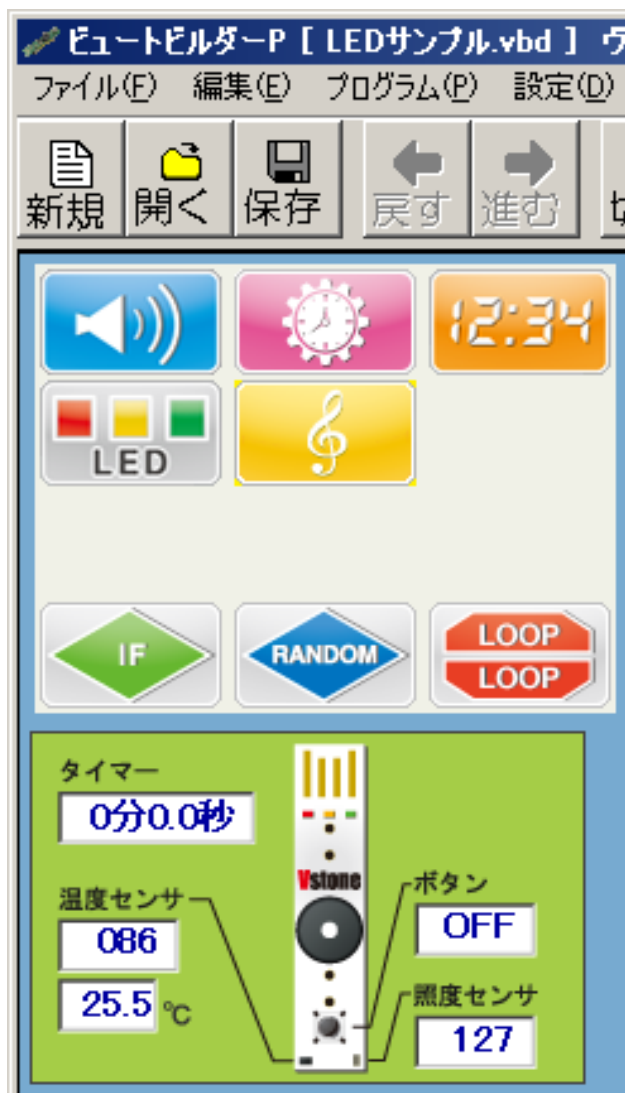 ビュートビルダーP [ LEDサンプル.vbd ] ウ
ファイル(F) 編集(E) プログラム(P) 設定(D)
新規 開く 保存 戻す 進む
12:34
LED
IF RANDOM LOOP
LOOP
タイマー
0分0.0秒
Vstone
温度センサ
086
25.5 ℃
ボタン
OFF
照度センサ
127